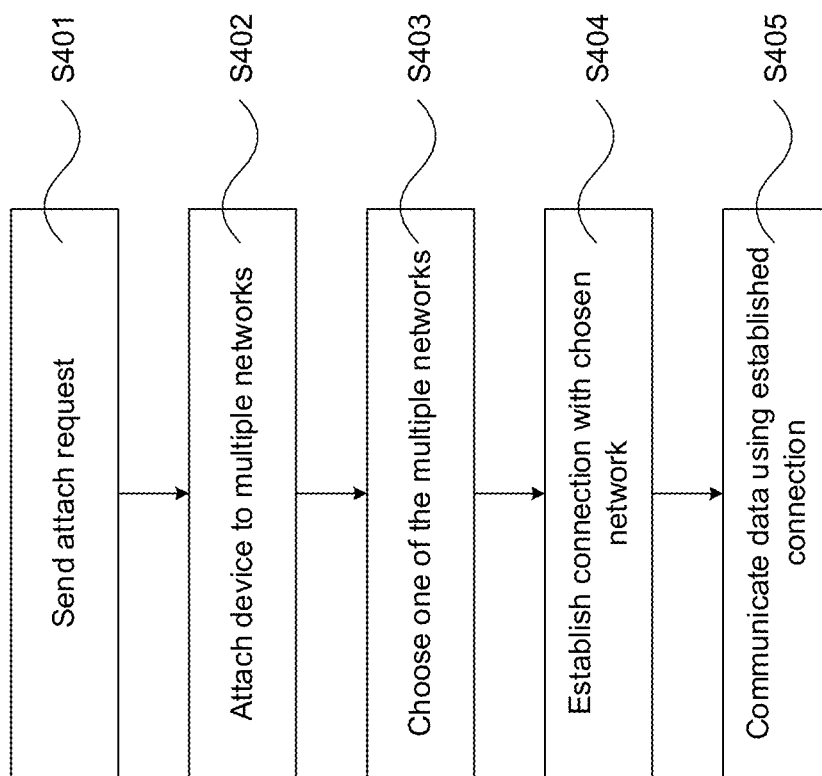 Send attach request
S401
Attach device to multiple networks
S402
Choose one of the multiple networks
S403
Establish connection with chosen
network
S404
Communicate data using established
connection
S405